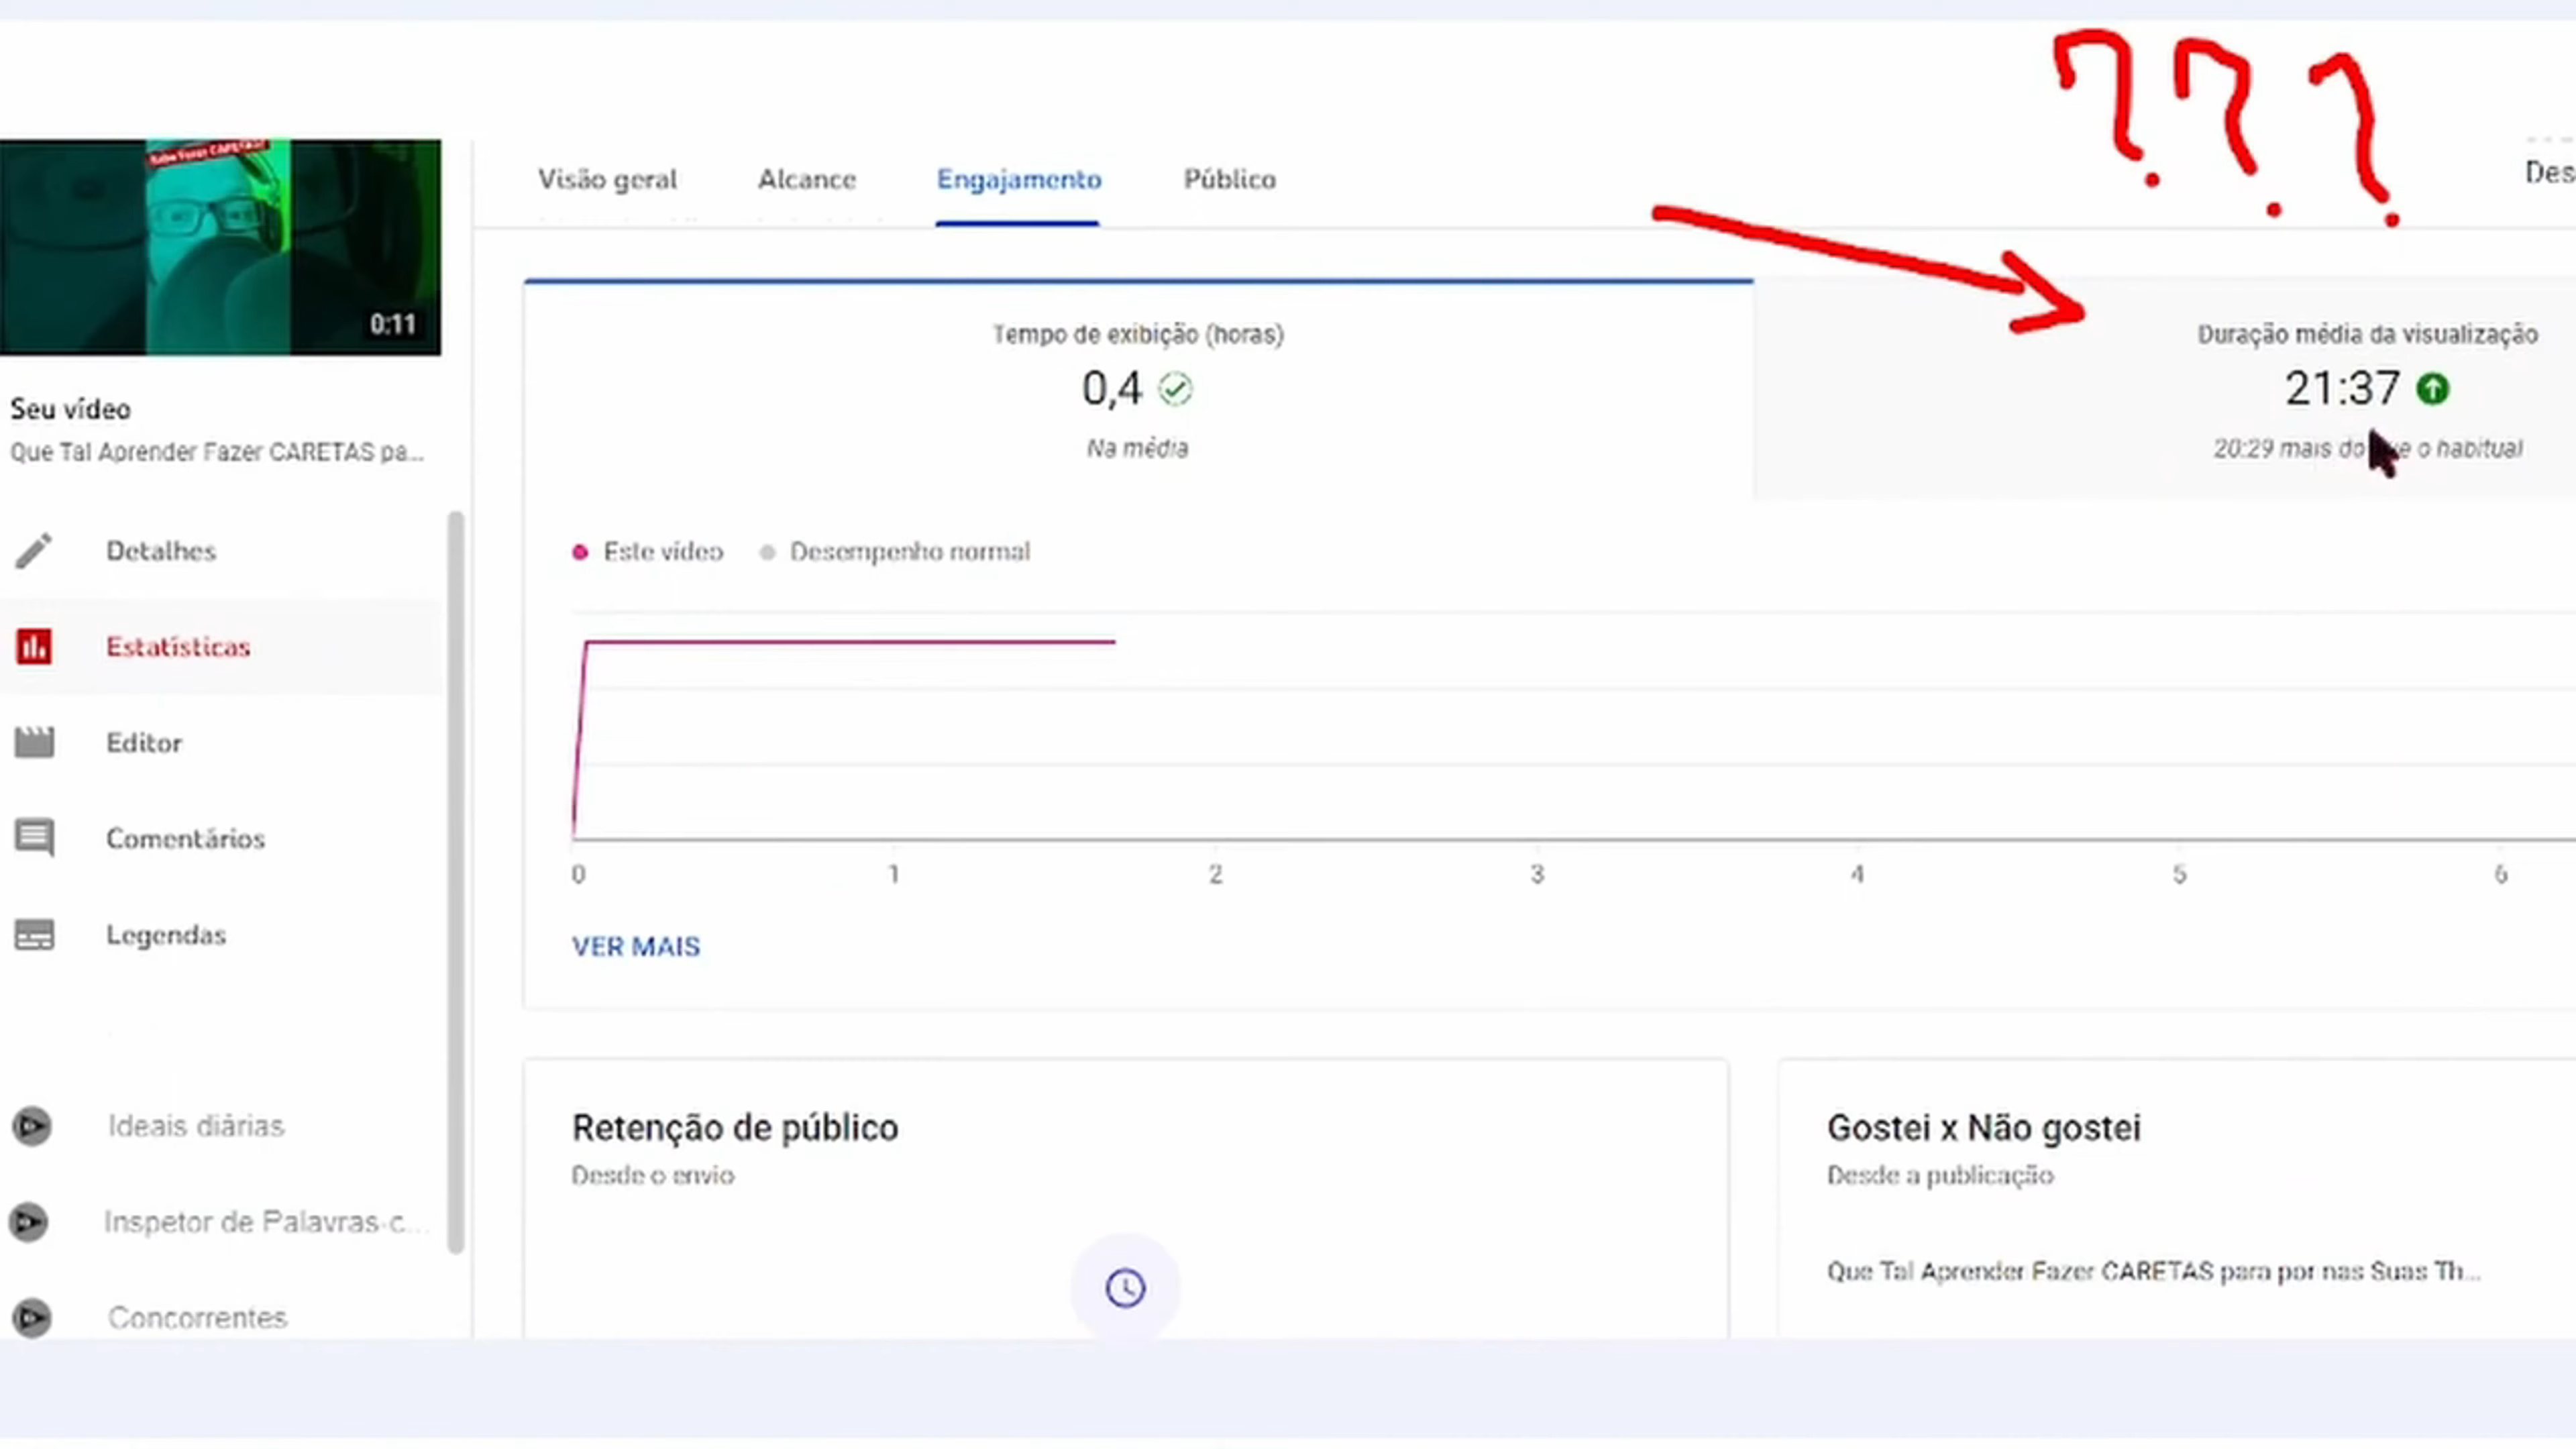 ???
Visão geral Alcance Engajamento Público
Des
0:11
Seu vídeo
Que Tal Aprender Fazer CARETAS pa...
Detalhes
Estatísticas
Editor
Comentários
Legendas
Ideais diárias
Inspetor de Palavras-c...
Concorrentes
Tempo de exibição (horas)
0,4
Na média
Duração média da visualização
21:37
20:29 mais do que o habitual
Este vídeo Desempenho normal
0 1 2 3 4 5 6
VER MAIS
Retenção de público
Desde o envio
Gostei x Não gostei
Desde a publicação
Que Tal Aprender Fazer CARETAS para por nas Suas Th...